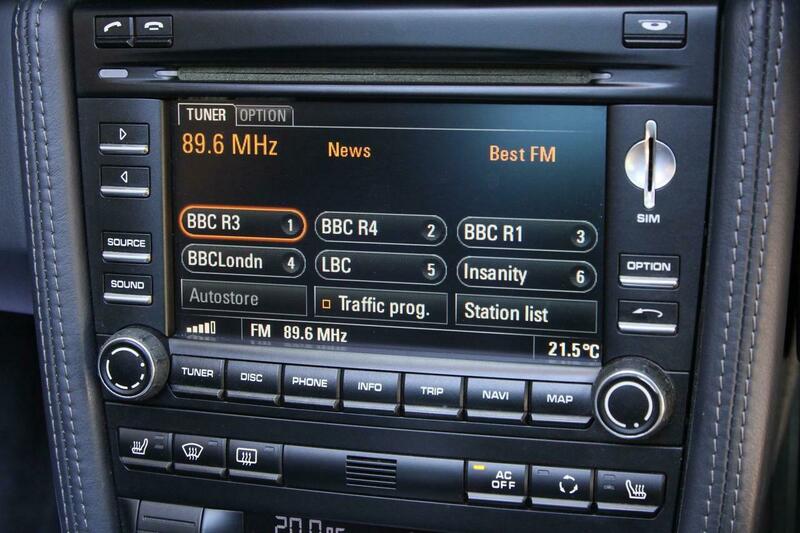 TUNER OPTION
89.6 MHz News Best FM
SIM
BBC R3 1 BBC R4 2 BBC R1 3
SOURCE
BBCLondn 4 LBC 5 Insanity 6
OPTION
SOUND
Autostore Traffic prog. Station list
FM 89.6 MHz 21.5°C
TUNER DISC PHONE INFO TRIP NAVI MAP
AC OFF
20.0°C